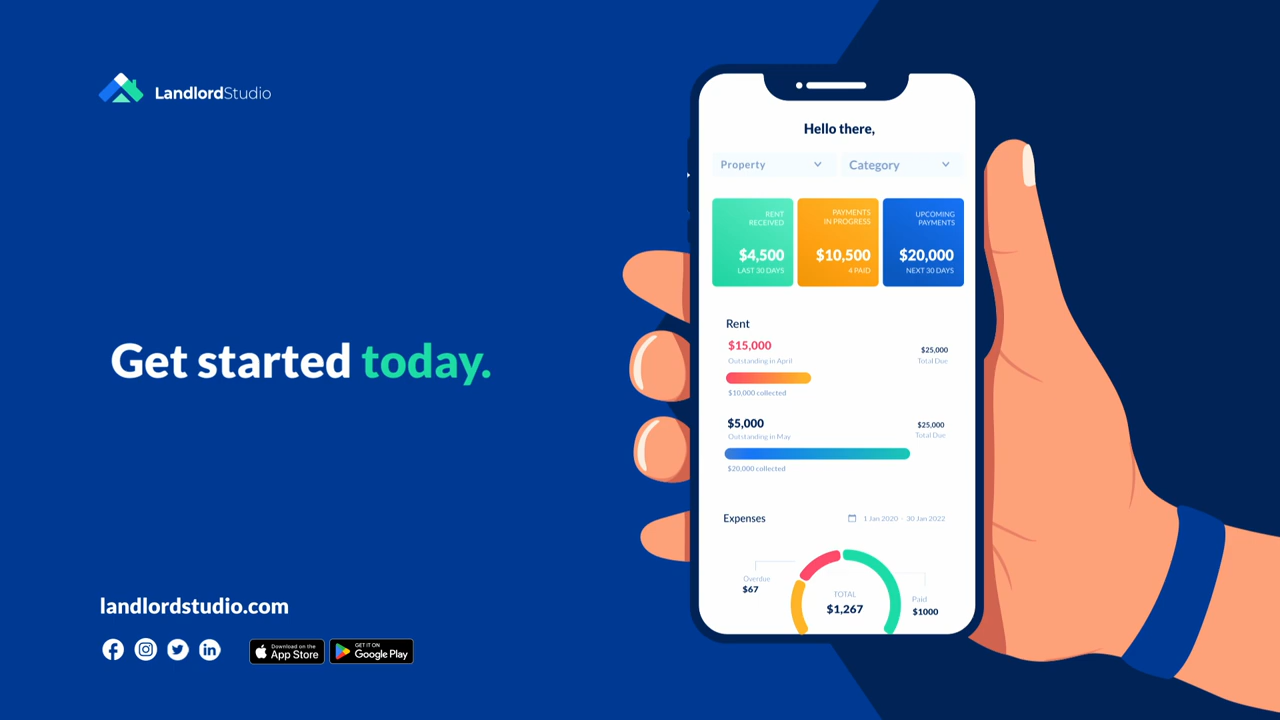 LandlordStudio
Get started today.
landlordstudio.com
Download on the
App Store
GET IT ON
Google Play
Hello there,
Property
Category
RENT
RECEIVED
$4,500
LAST 30 DAYS
PAYMENTS
IN PROGRESS
$10,500
4 PAID
UPCOMING
PAYMENTS
$20,000
NEXT 30 DAYS
Rent
$15,000
Outstanding in April
$25,000
Total Due
$10,000 collected
$5,000
Outstanding in May
$25,000
Total Due
$20,000 collected
Expenses
1 Jan 2020 - 30 Jan 2022
Overdue
$67
TOTAL
$1,267
Paid
$1000